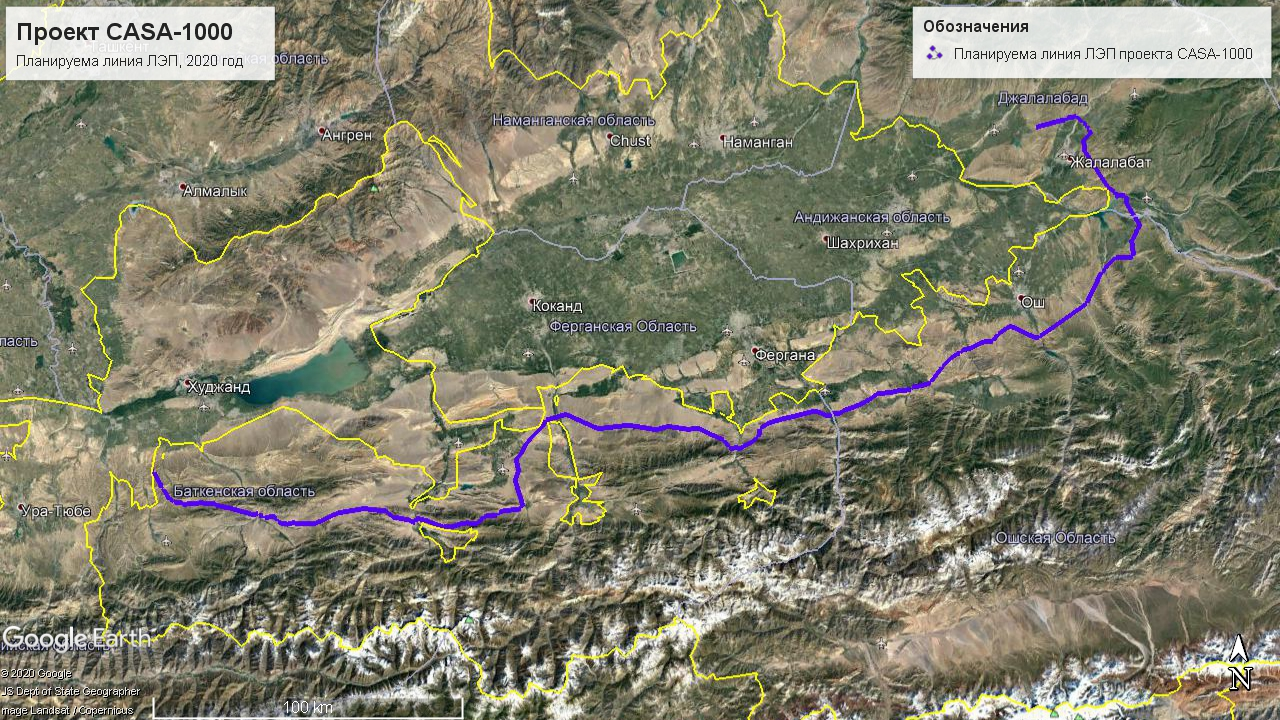 Проект CASA-1000
Ташкент
Планируема линия ЛЭП, 2020 год
область
Обозначения
Планируема линия ЛЭП проекта CASA-1000
Джалалабад
Наманганская область
Ангрен
Chust
Наманган
Жалалабат
Алмалык
Андижанская область
Шахрихан
Коканд
Ош
Ферганская Область
Фергана
Худжанд
Баткенская область
Ура-Тюбе
Ошская Область
Google Earth
© 2020 Google
US Dept of State Geographer
Image Landsat / Copernicus
100 km
N